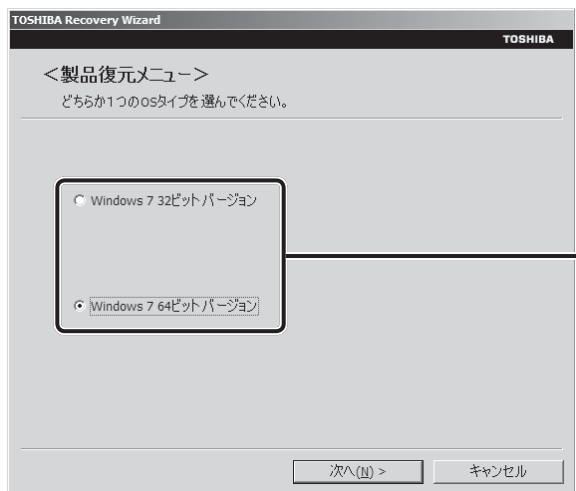 TOSHIBA Recovery Wizard
TOSHIBA
<製品復元メニュー>
どちらか1つのOSタイプを選んでください。
Windows 7 32ビットバージョン
Windows 7 64ビットバージョン
次へ(N) >
キャンセル